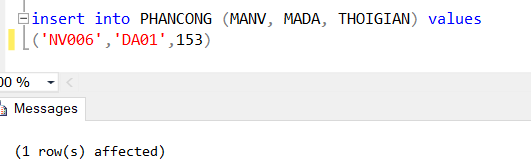 insert into PHANCONG (MANV, MADA, THOIGIAN) values
('NV006','DA01',153)
00 %
Messages
(1 row(s) affected)